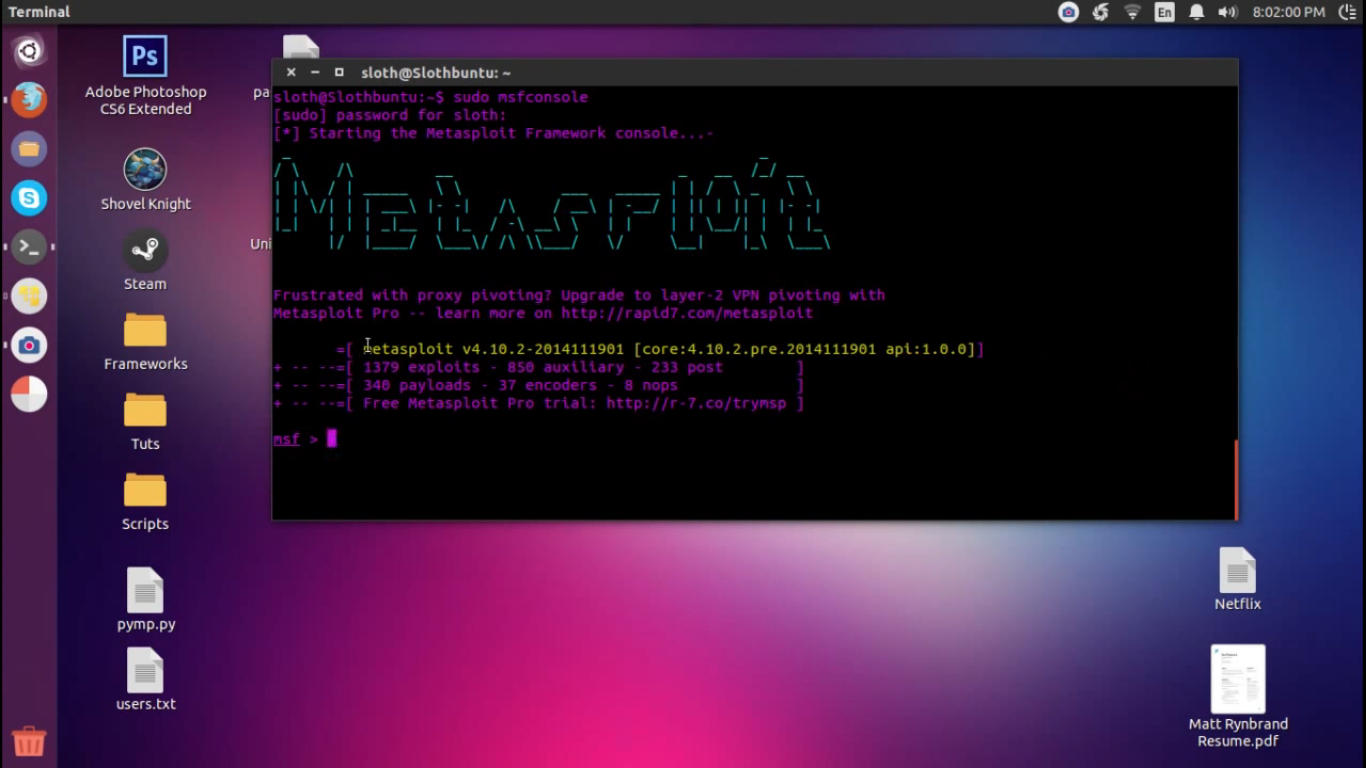 Terminal
En
8:02:00 PM
Ps
Adobe Photoshop
CS6 Extended
Shovel Knight
Steam
Frameworks
Tuts
Scripts
pymp.py
users.txt
pa
Uni
sloth@Slothbuntu: ~
sloth@Slothbuntu:~$ sudo msfconsole
[sudo] password for sloth:
[*] Starting the Metasploit Framework console...-
Metasploit
Frustrated with proxy pivoting? Upgrade to layer-2 VPN pivoting with
Metasploit Pro -- learn more on http://rapid7.com/metasploit
=[ metasploit v4.10.2-2014111901 [core:4.10.2.pre.2014111901 api:1.0.0]]
+ -- --=[ 1379 exploits - 850 auxiliary - 233 post ]
+ -- --=[ 340 payloads - 37 encoders - 8 nops ]
+ -- --=[ Free Metasploit Pro trial: http://r-7.co/trymsp ]
msf >
Netflix
Matt Rynbrand
Resume.pdf